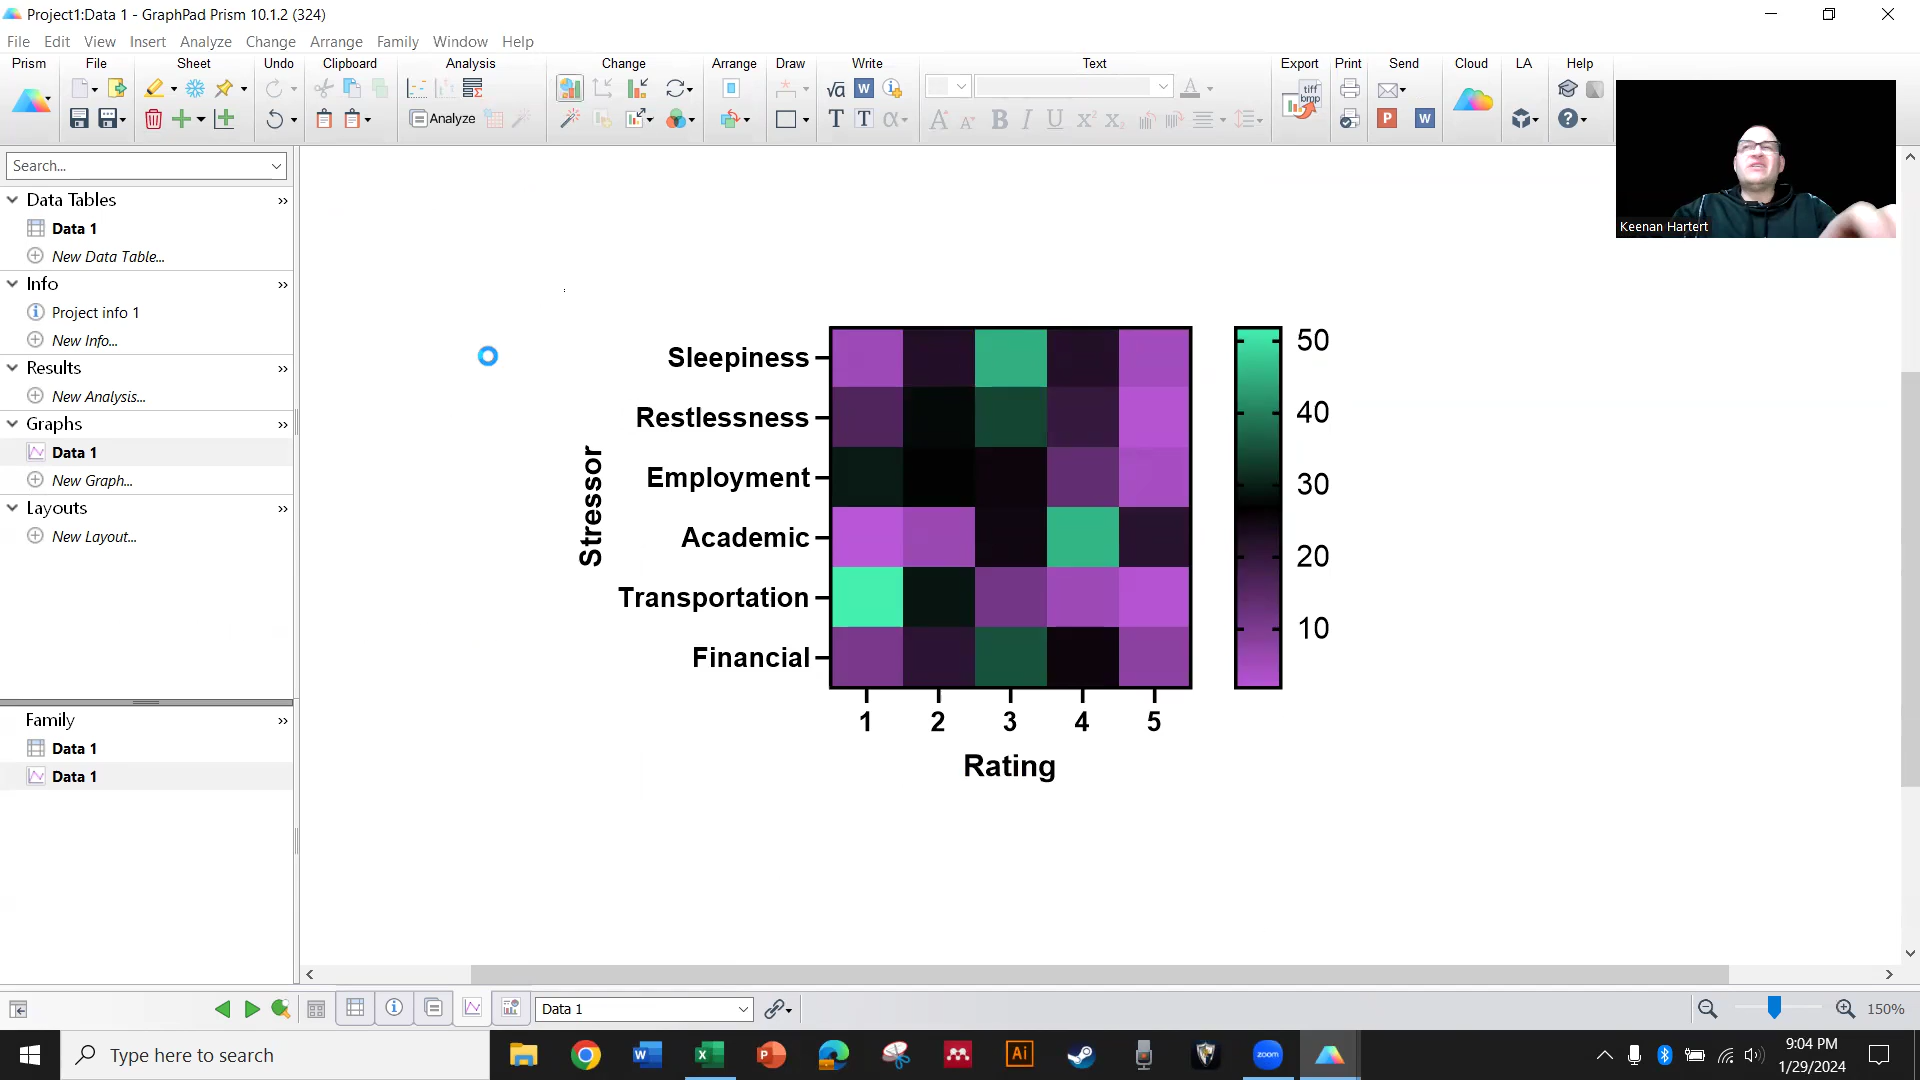 Project1:Data 1 - GraphPad Prism 10.1.2 (324)
File Edit View Insert Analyze Change Arrange Family Window Help
Prism File Sheet Undo Clipboard Analysis Change Arrange Draw Write Text Export Print Send Cloud LA Help
tiff
bmp
Analyze
Search...
Data Tables
Data 1
New Data Table...
Info
Project info 1
New Info...
Results
New Analysis...
Graphs
Data 1
New Graph...
Layouts
New Layout...
Family
Data 1
Data 1
Keenan Hartert
Stressor
Sleepiness
Restlessness
Employment
Academic
Transportation
Financial
1 2 3 4 5
Rating
50
40
30
20
10
Data 1
150%
Type here to search
zoom
Ai
9:04 PM
1/29/2024